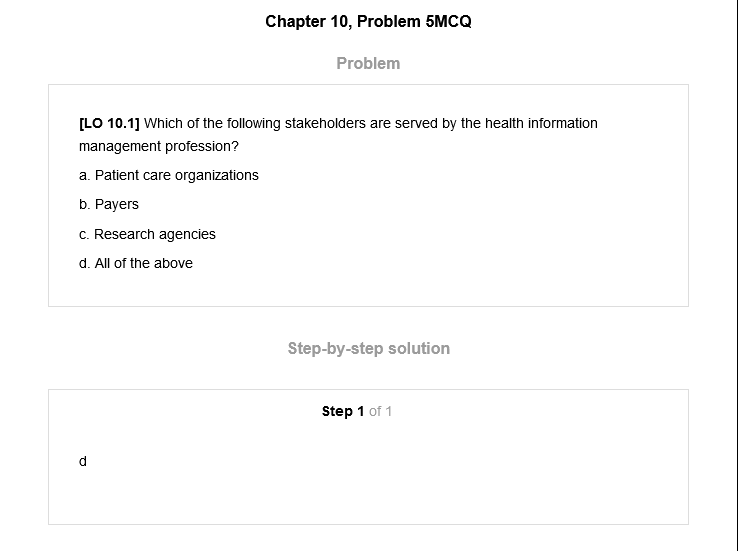 Chapter 10, Problem 5MCQ
Problem
[LO 10.1] Which of the following stakeholders are served by the health information
management profession?
a. Patient care organizations
b. Payers
c. Research agencies
d. All of the above
Step-by-step solution
Step 1 of 1
d